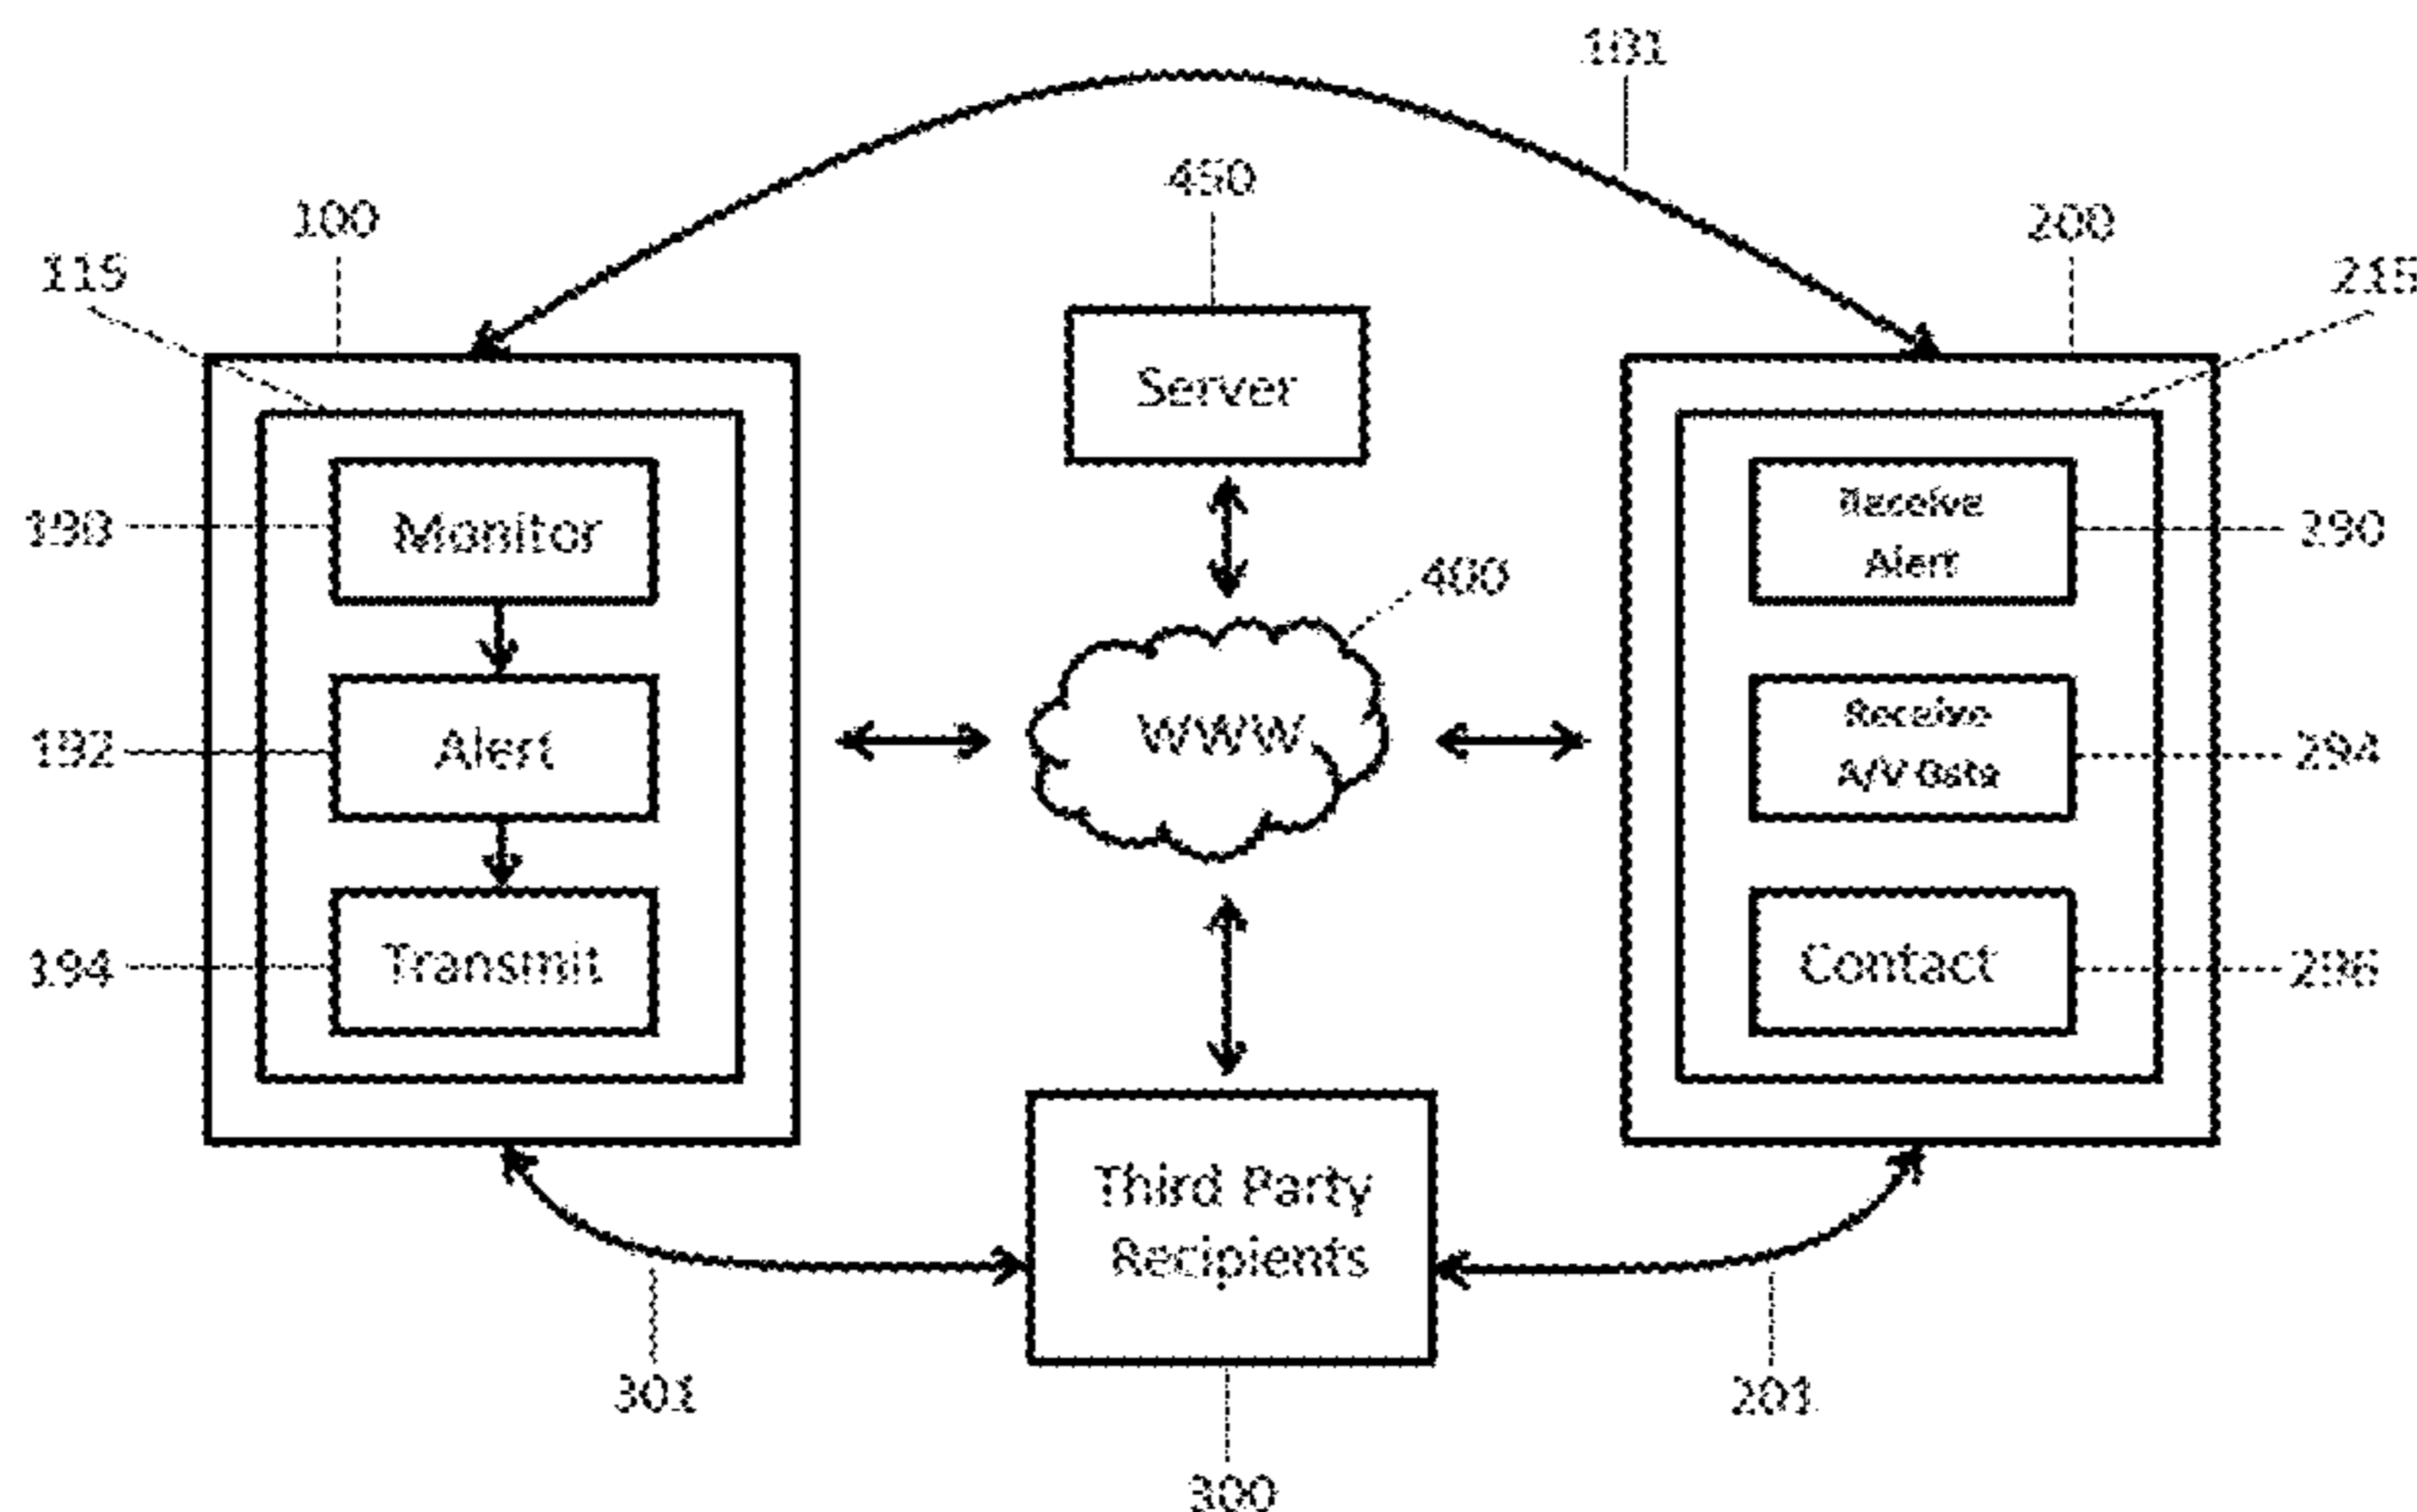 101
450
100
200
115
215
Server
Monitor
190
Receive
Alert
290
400
WWW
192
Alert
Receive
A/V Data
294
194
Transmit
Contact
296
Third Party
Recipients
301
201
300